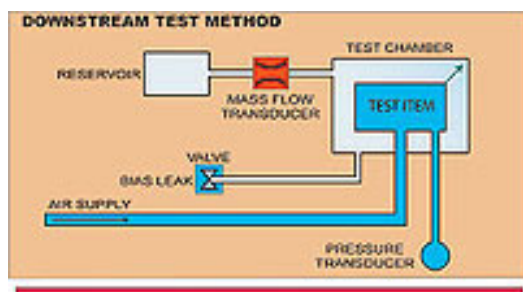 DOWNSTREAM TEST METHOD
TEST CHAMBER
RESERVOIR
MASS FLOW
TRANSDUCER
TEST ITEM
VALVE
BIAS LEAK
AIR SUPPLY
PRESSURE
TRANSDUCER